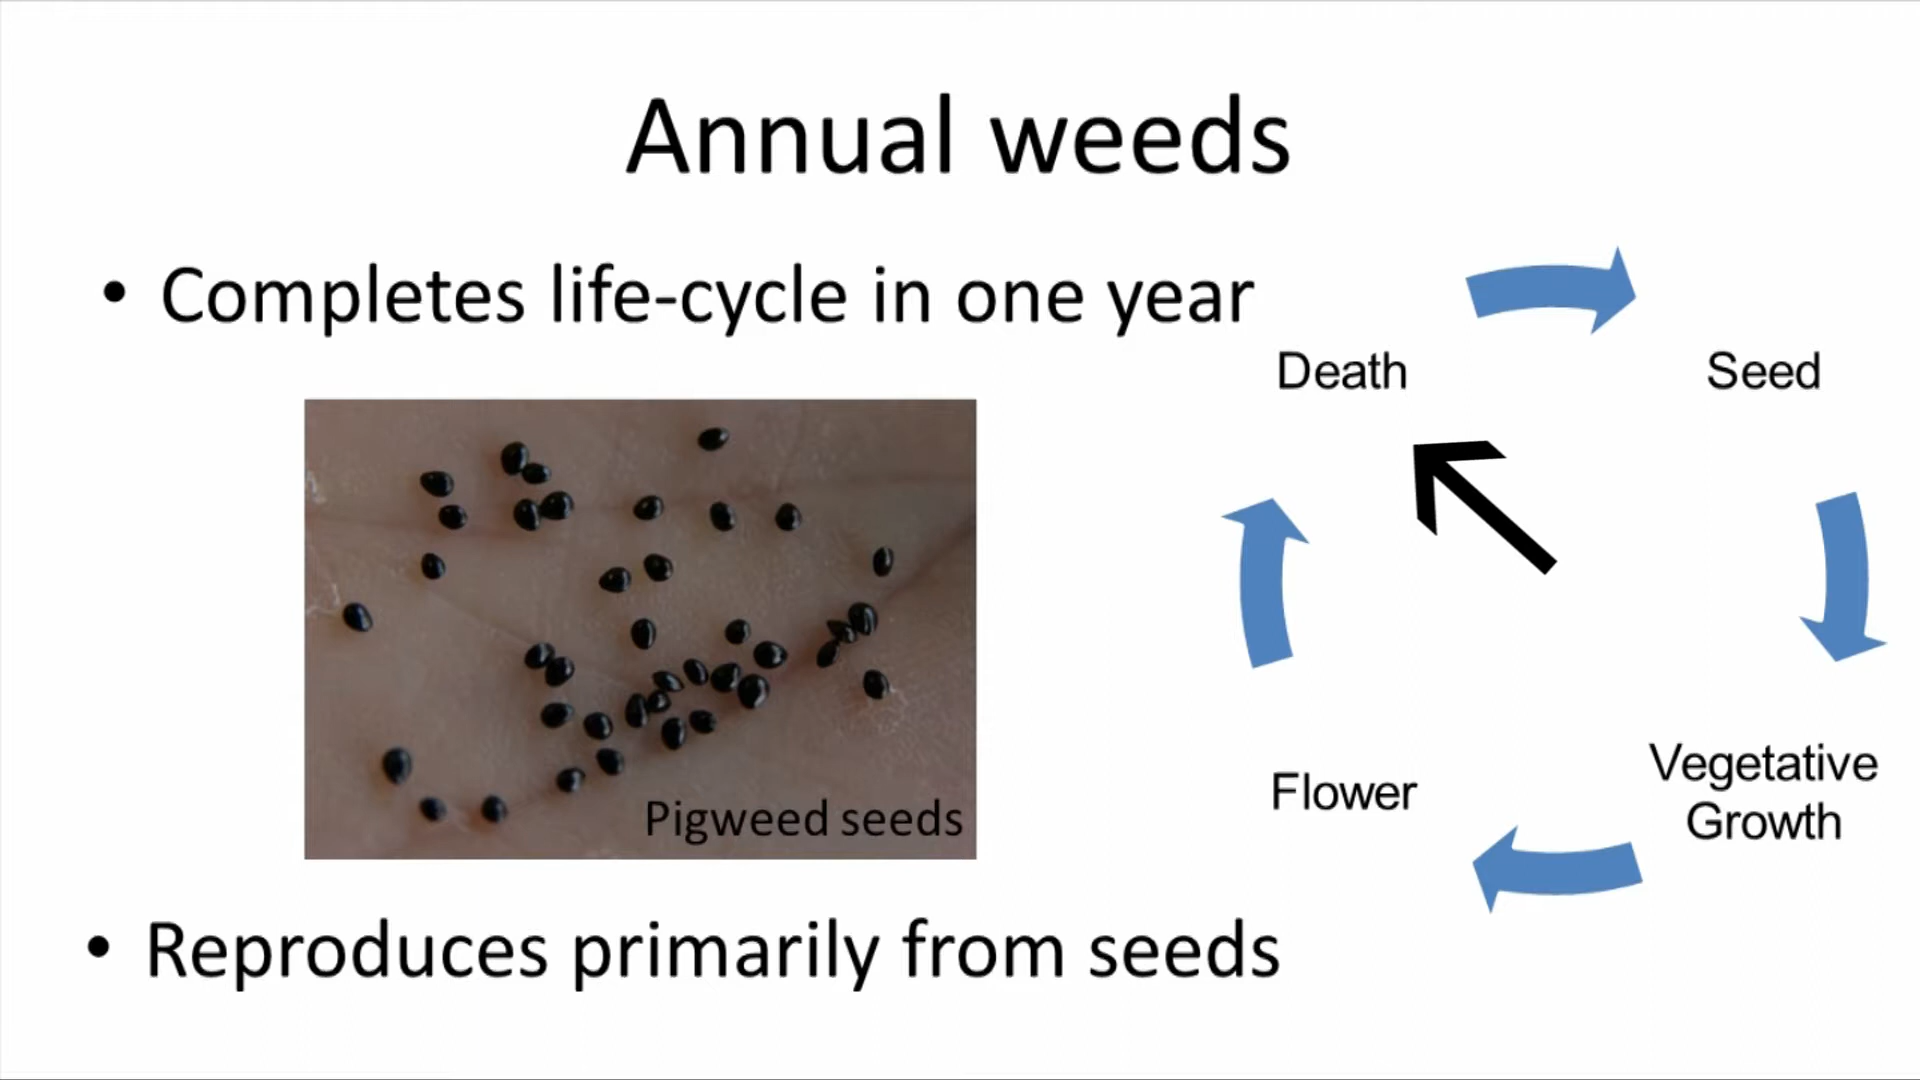 Annual weeds
• Completes life-cycle in one year
Death
Seed
Vegetative
Growth
Flower
Pigweed seeds
• Reproduces primarily from seeds